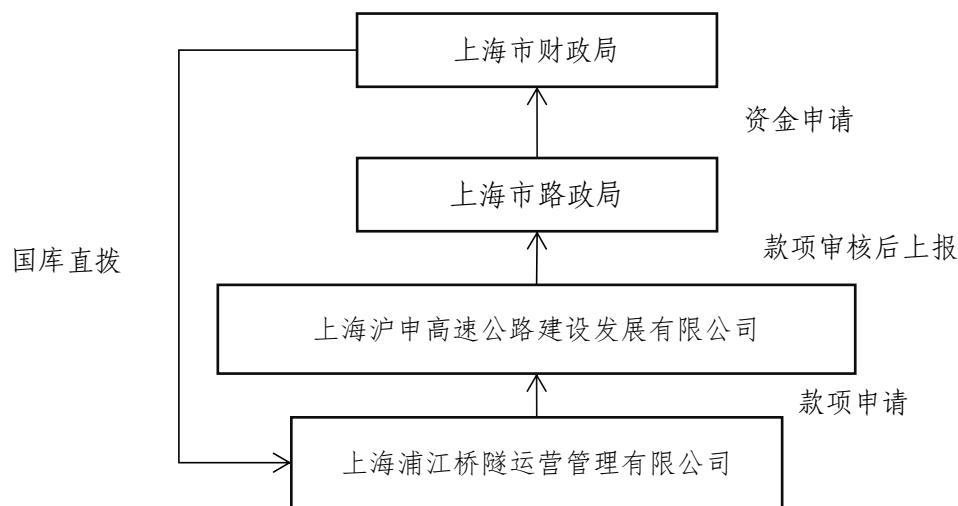 上海市财政局
资金申请
上海市路政局
国库直拨
款项审核后上报
上海沪申高速公路建设发展有限公司
款项申请
上海浦江桥隧运营管理有限公司